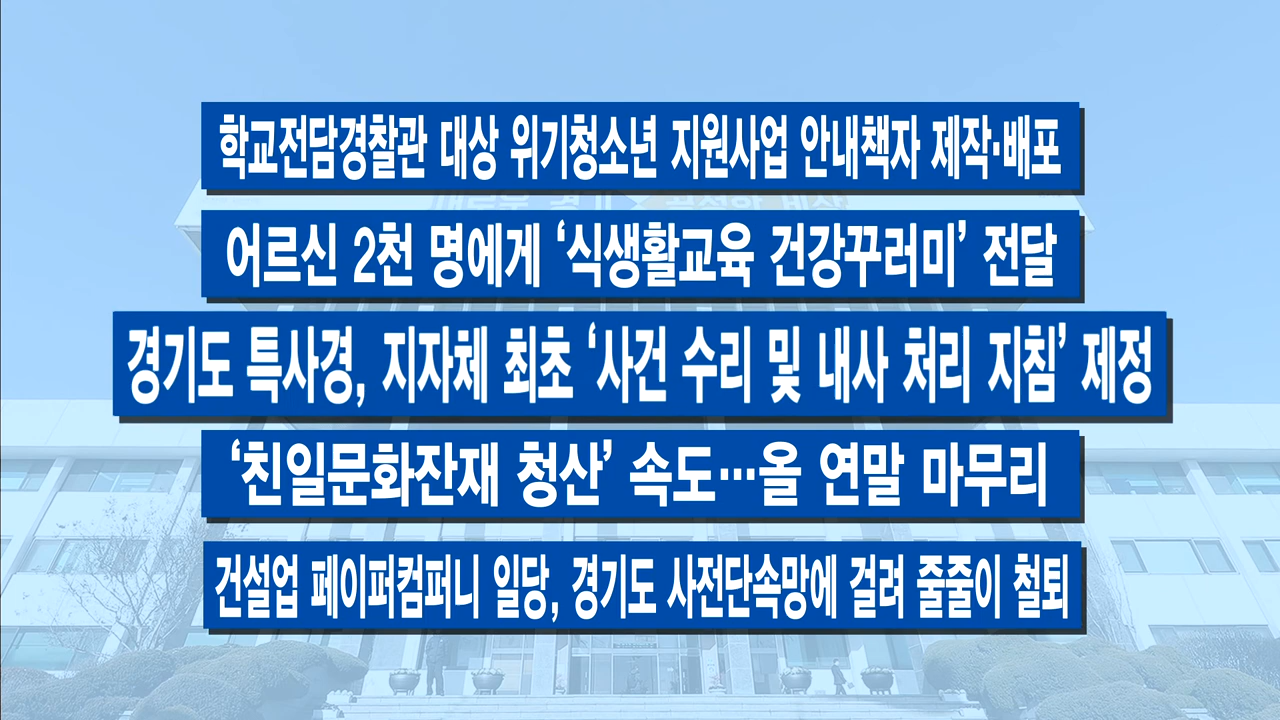 학교전담경찰관 대상 위기청소년 지원사업 안내책자 제작·배포
어르신 2천 명에게 ‘식생활교육 건강꾸러미’ 전달
경기도 특사경, 지자체 최초 ‘사건 수리 및 내사 처리 지침’ 제정
‘친일문화잔재 청산’ 속도…올 연말 마무리
건설업 페이퍼컴퍼니 일당, 경기도 사전단속망에 걸려 줄줄이 철퇴